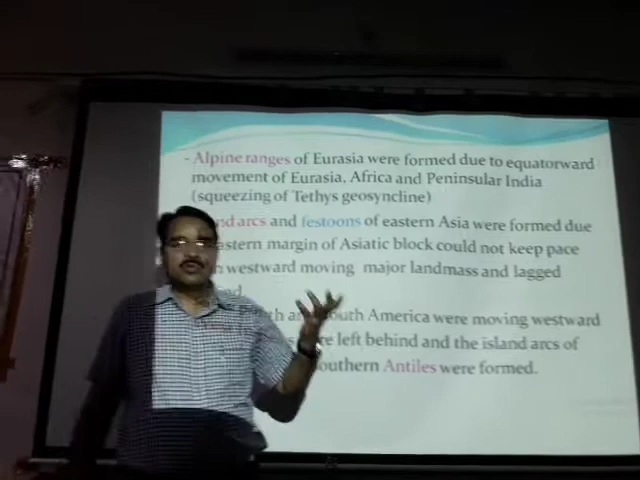 - Alpine ranges of Eurasia were formed due to equatorward
movement of Eurasia, Africa and Peninsular India
(squeezing of Tethys geosyncline)
arcs and festoons of eastern Asia were formed due
eastern margin of Asiatic block could not keep pace
westward moving major landmass and lagged
South America were moving westward
left behind and the island arcs of
Southern Antiles were formed.